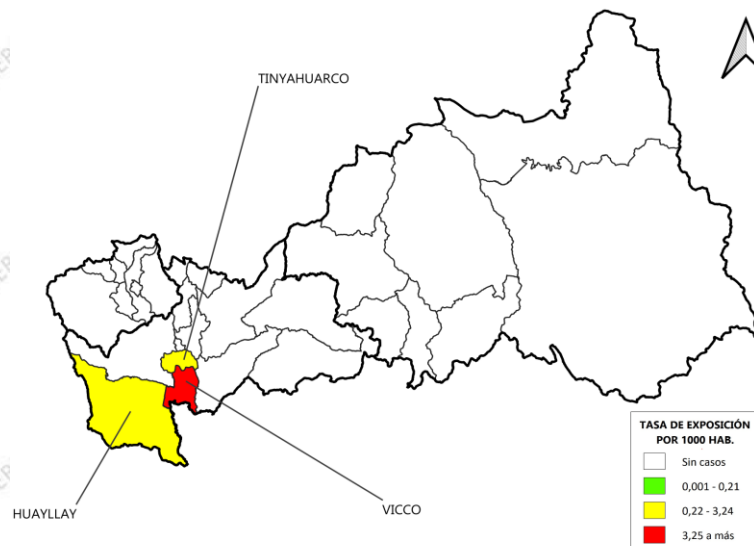 TINYAHUARCO
HUAYLLAY
VICCO
TASA DE EXPOSICIÓN
POR 1000 HAB.
Sin casos
0,001 - 0,21
0,22 - 3,24
3,25 a más